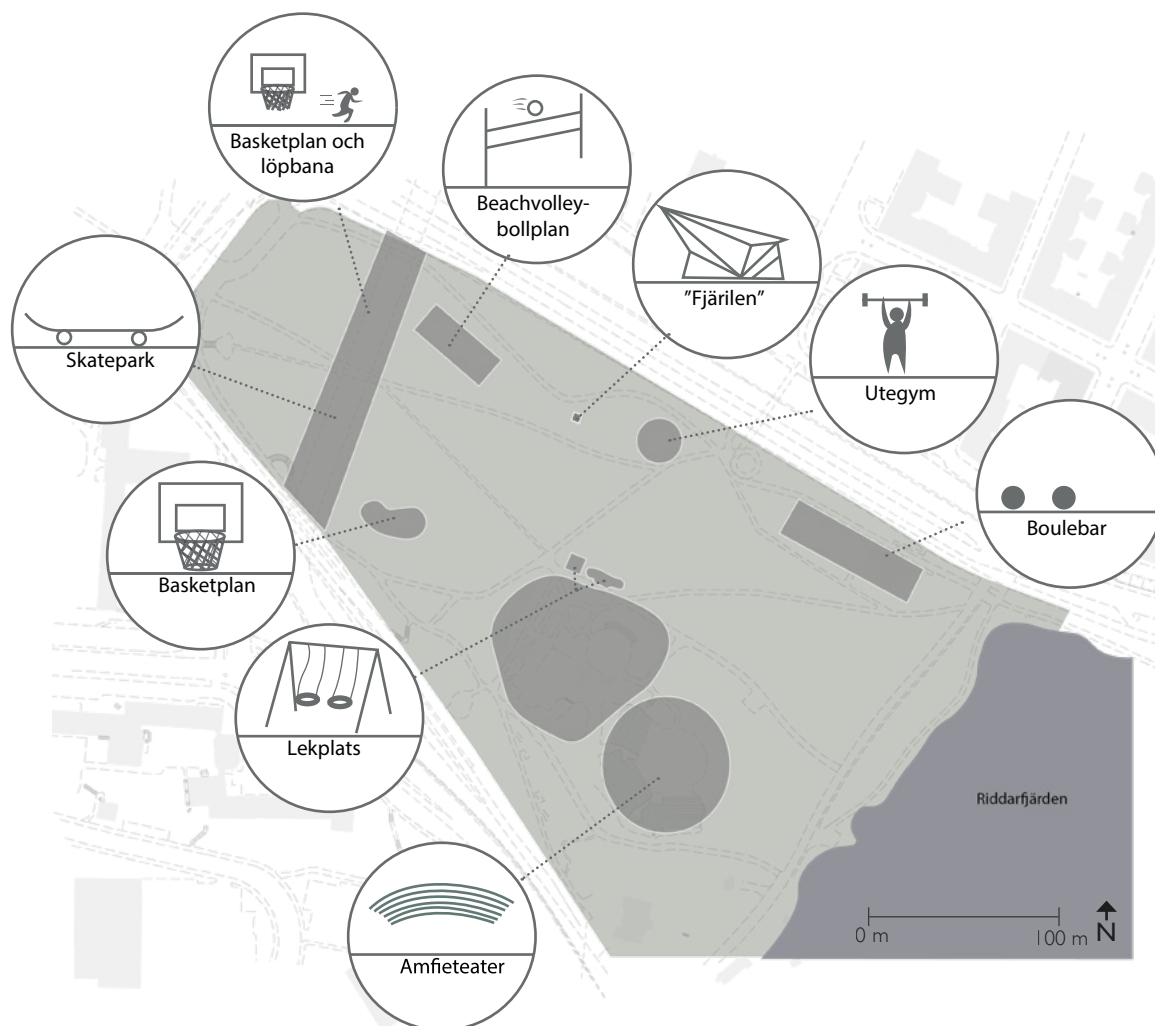 Basketplan och
löpbana
Beachvolley-
bollplan
"Fjärilen"
Skatepark
Utegym
Boulebar
Basketplan
Lekplats
Riddarfjärden
Amfieteater
0 m
100 m
N